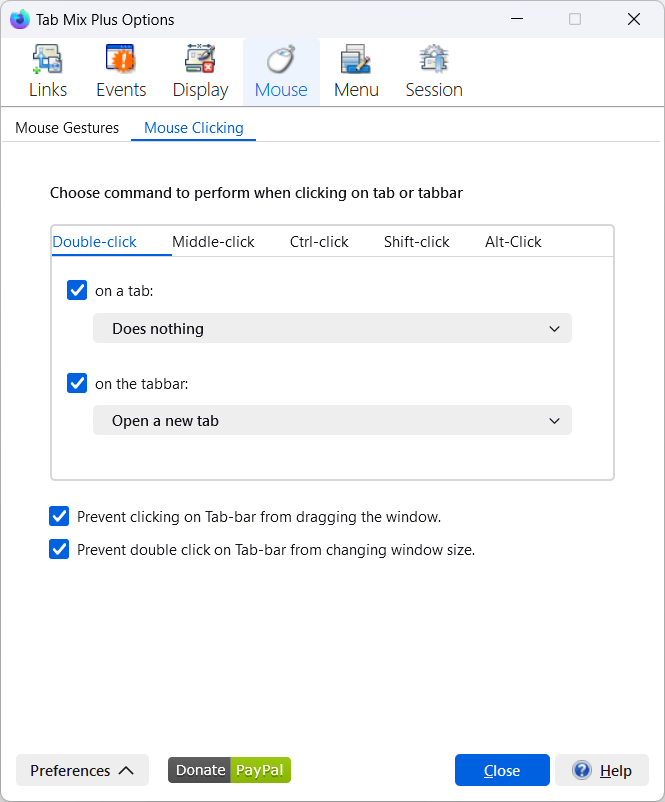 Tab Mix Plus Options
Links Events Display Mouse Menu Session
Mouse Gestures Mouse Clicking
Choose command to perform when clicking on tab or tabbar
Double-click Middle-click Ctrl-click Shift-click Alt-Click
on a tab:
Does nothing
on the tabbar:
Open a new tab
Prevent clicking on Tab-bar from dragging the window.
Prevent double click on Tab-bar from changing window size.
Preferences Donate PayPal Close Help